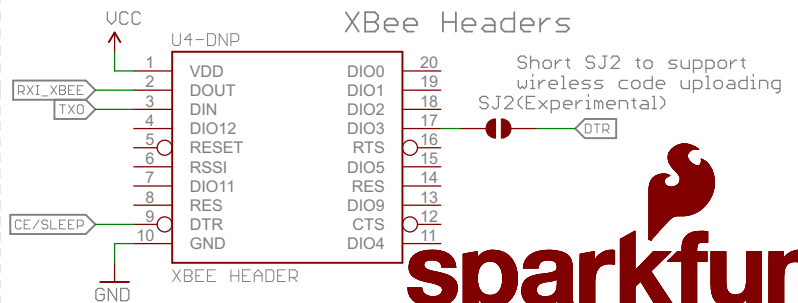 XBee Headers
VCC
U4-DNP
1 VDD DIO0 20
2 DOUT DIO1 19
3 DIN DIO2 18
4 DIO12 DIO3 17
5 RESET RTS 16
6 RSSI DIO5 15
7 DIO11 RES 14
8 RES DIO9 13
9 DTR CTS 12
10 GND DIO4 11
RXI_XBEE
TXO
CE/SLEEP
GND
XBEE HEADER
Short SJ2 to support
wireless code uploading
SJ2(Experimental)
DTR
sparkfun